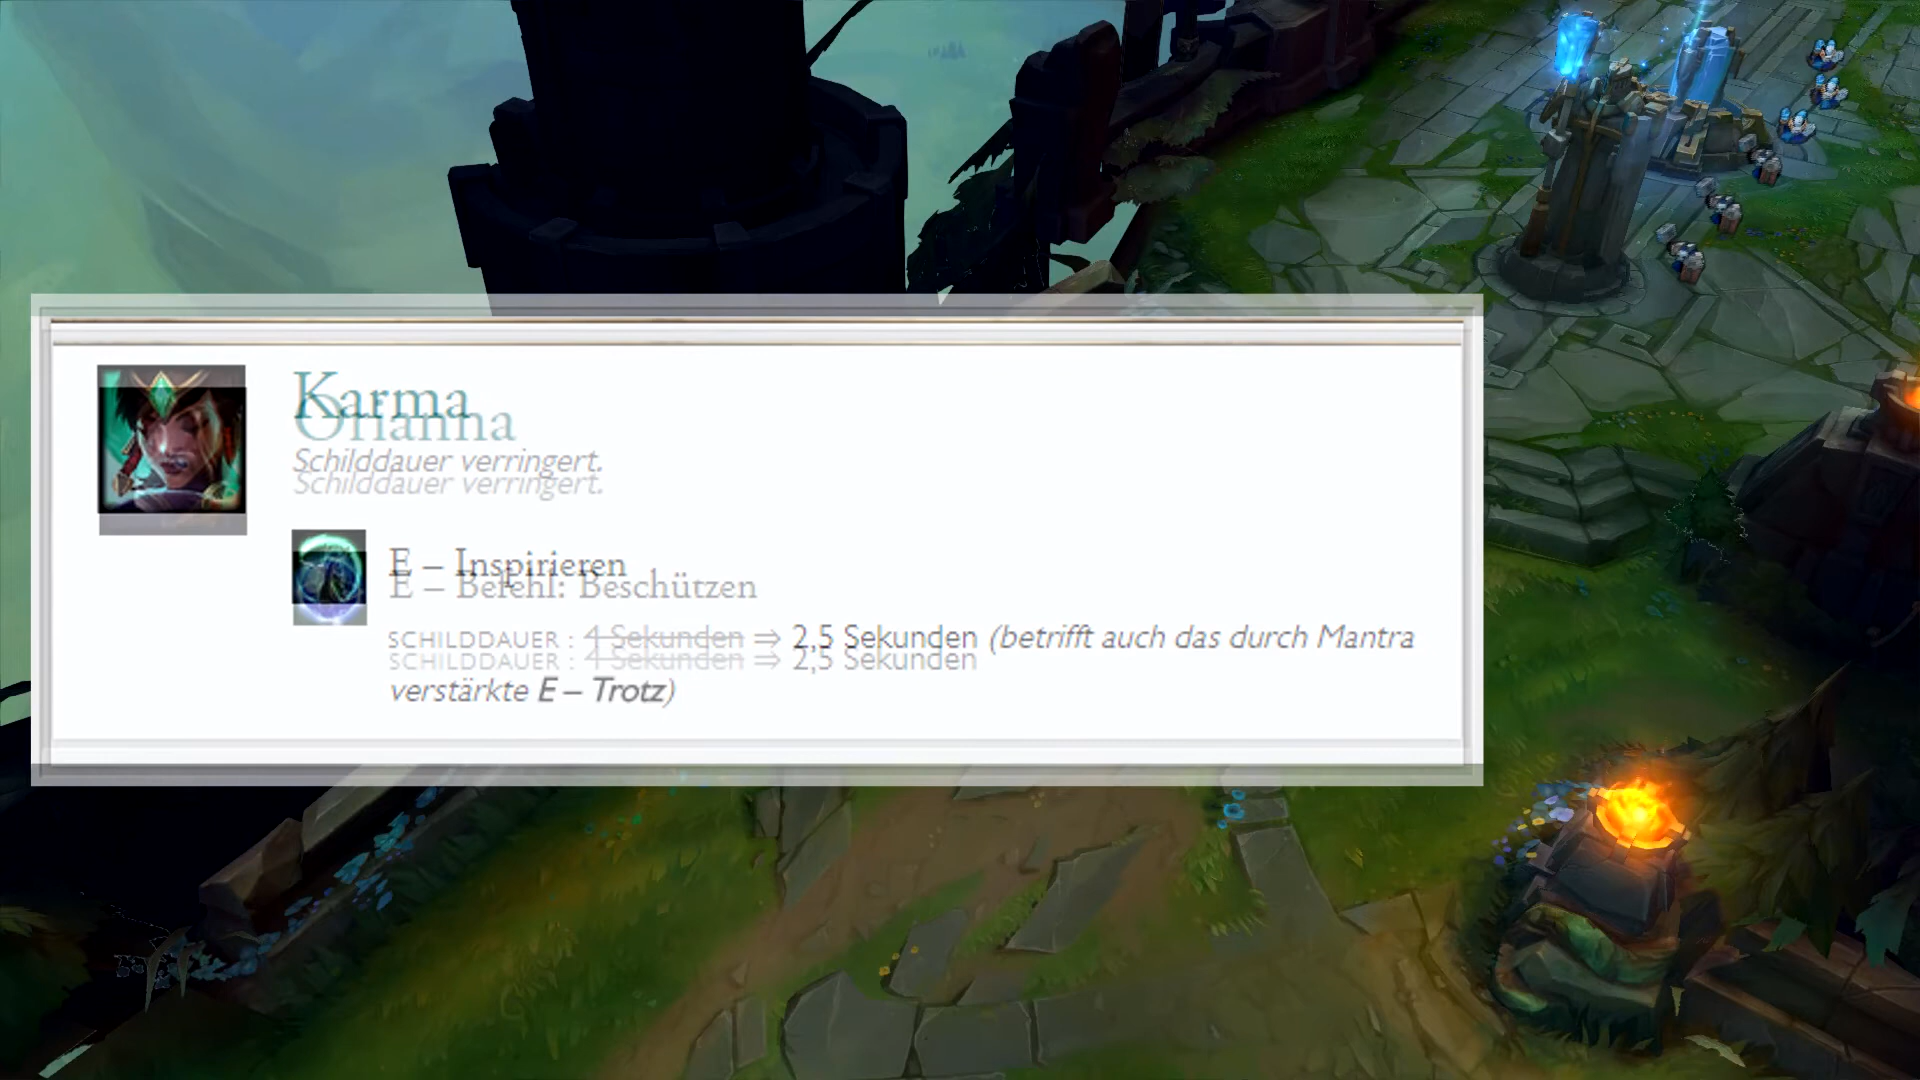 Karma
Orianna
Schilddauer verringert.
Schilddauer verringert.
E – Inspirieren
E – Befehl: Beschützen
SCHILDDAUER : 4 Sekunden ⇒ 2,5 Sekunden (betrifft auch das durch Mantra
SCHILDDAUER : 4 Sekunden ⇒ 2,5 Sekunden
verstärkte E – Trotz)